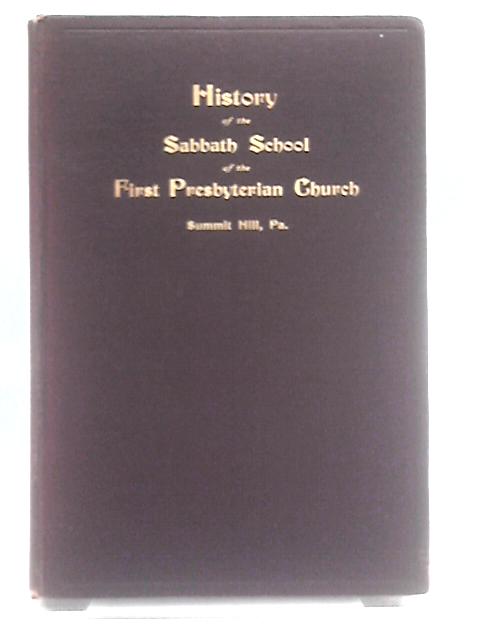 History
of the
Sabbath School
of the
First Presbyterian Church
Summit Hill, Pa.